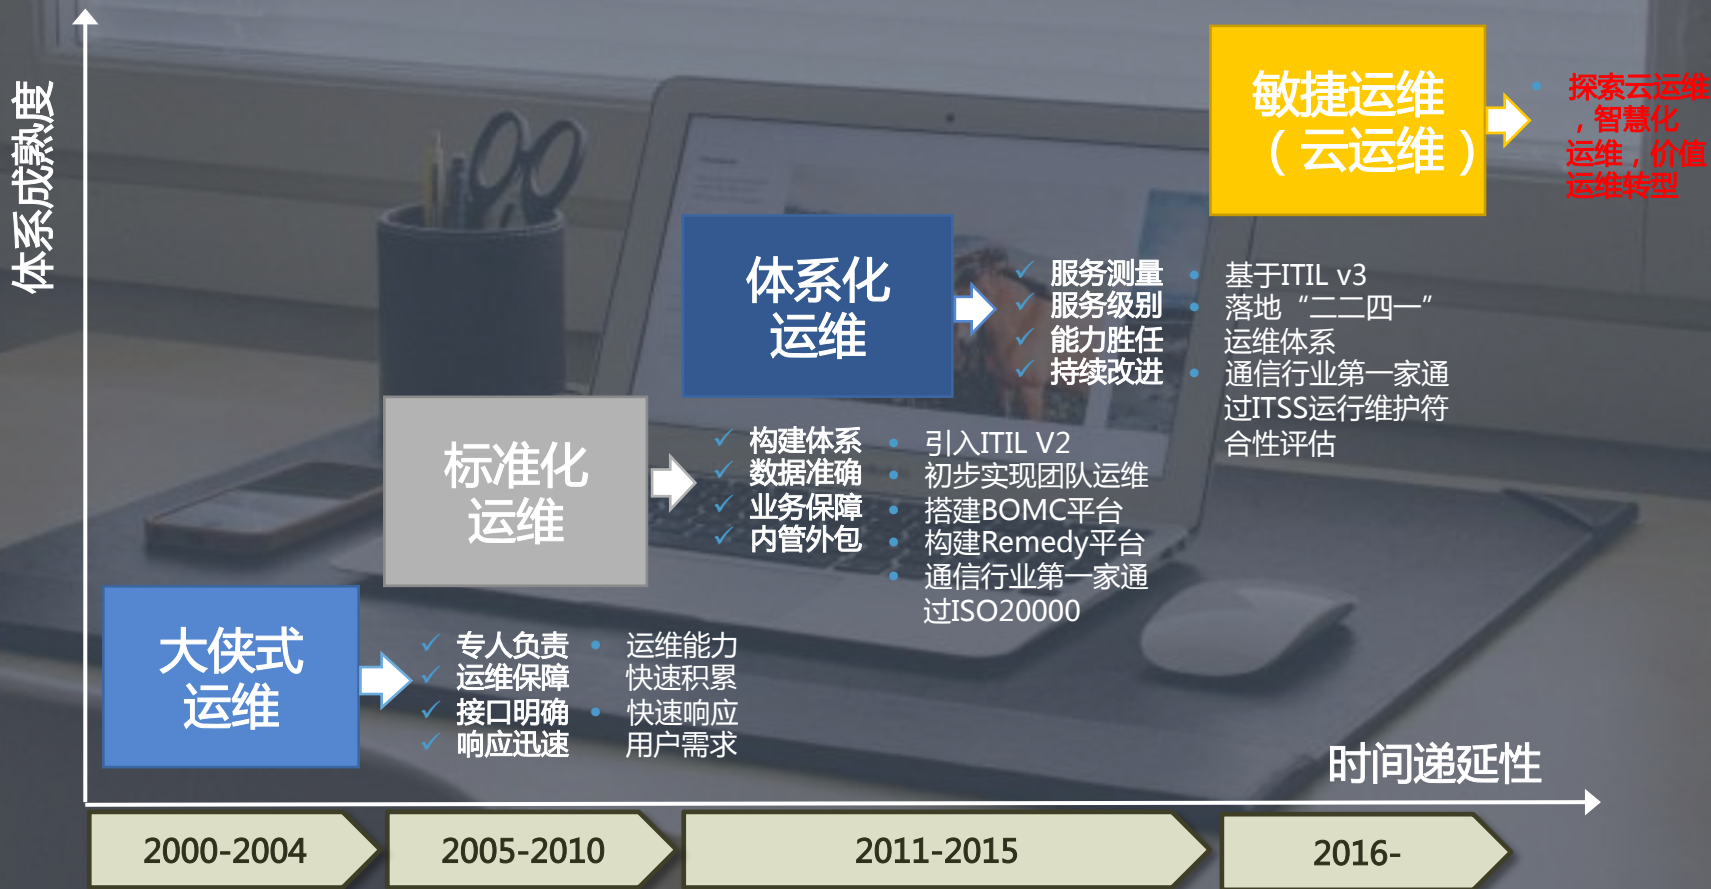 体系成熟度
敏捷运维
（云运维）
探索云运维
，智慧化
运维，价值
运维转型
体系化
运维
服务测量
服务级别
能力胜任
持续改进
基于ITIL v3
落地“二二四一”
运维体系
通信行业第一家通
过ITSS运行维护符
合性评估
标准化
运维
构建体系
数据准确
业务保障
内管外包
引入ITIL V2
初步实现团队运维
搭建BOMC平台
构建Remedy平台
通信行业第一家通
过ISO20000
大侠式
运维
专人负责
运维保障
接口明确
响应迅速
运维能力
快速积累
快速响应
用户需求
时间递延性
2000-2004
2005-2010
2011-2015
2016-